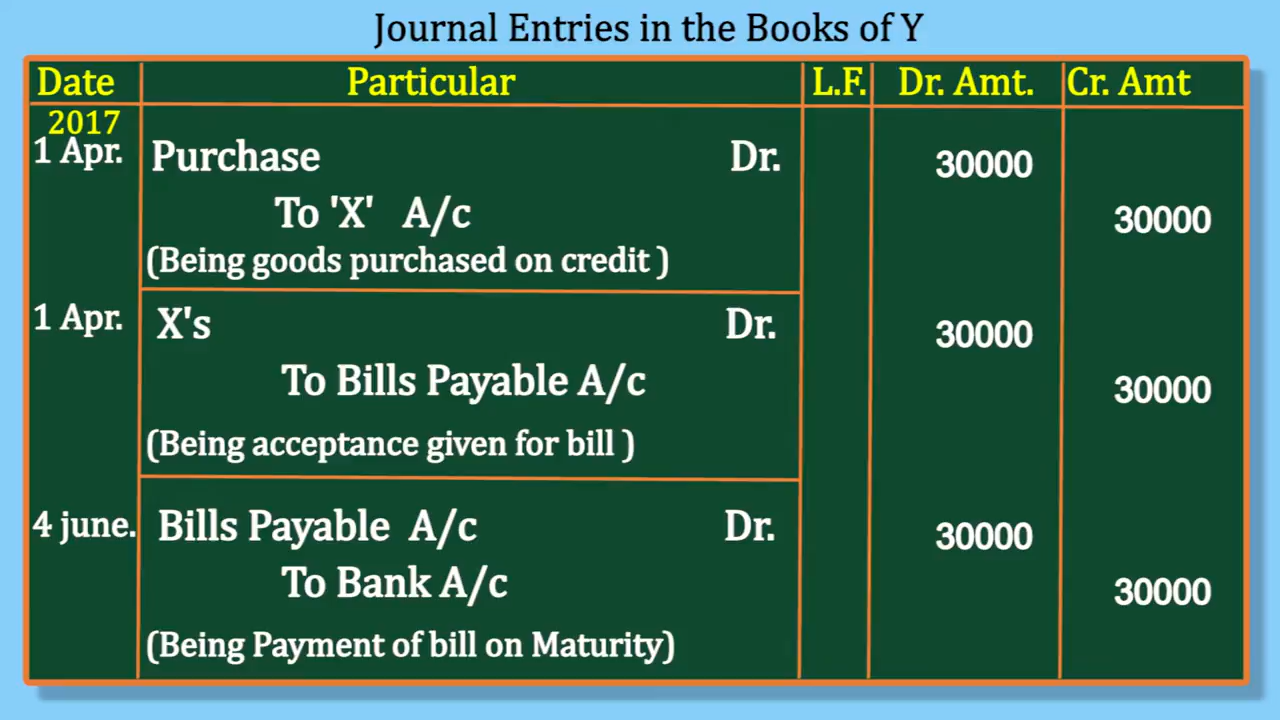 Journal Entries in the Books of Y
Date Particular L.F. Dr. Amt. Cr. Amt
2017
1 Apr. Purchase Dr. 30000
To 'X' A/c 30000
(Being goods purchased on credit )
1 Apr. X's Dr. 30000
To Bills Payable A/c 30000
(Being acceptance given for bill )
4 june. Bills Payable A/c Dr. 30000
To Bank A/c 30000
(Being Payment of bill on Maturity)